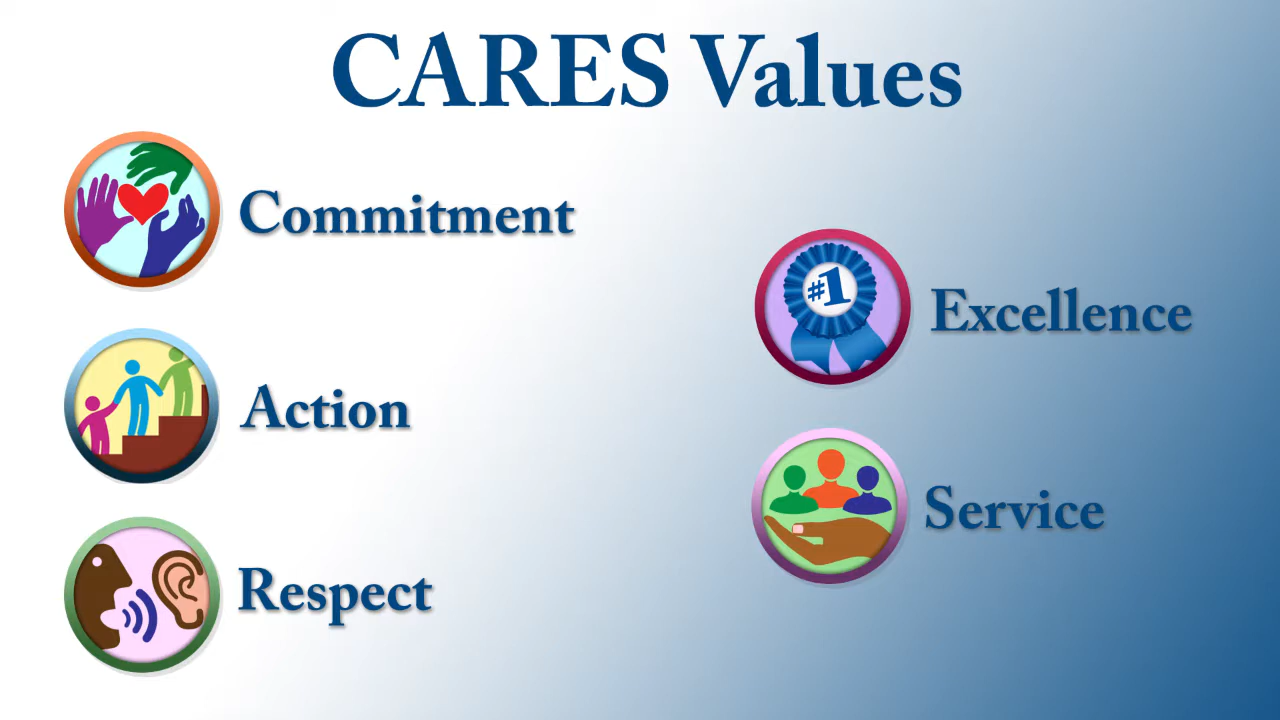 CARES Values
Commitment
Action
Respect
#1
Excellence
Service